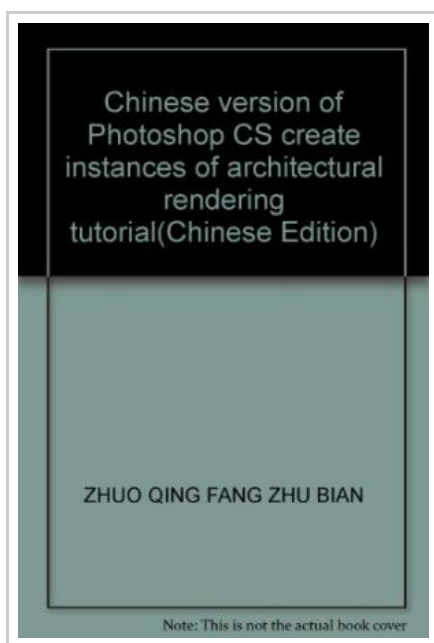 Chinese version of
Photoshop CS create
instances of architectural
rendering
tutorial(Chinese Edition)
ZHUO QING FANG ZHU BIAN
Note: This is not the actual book cover